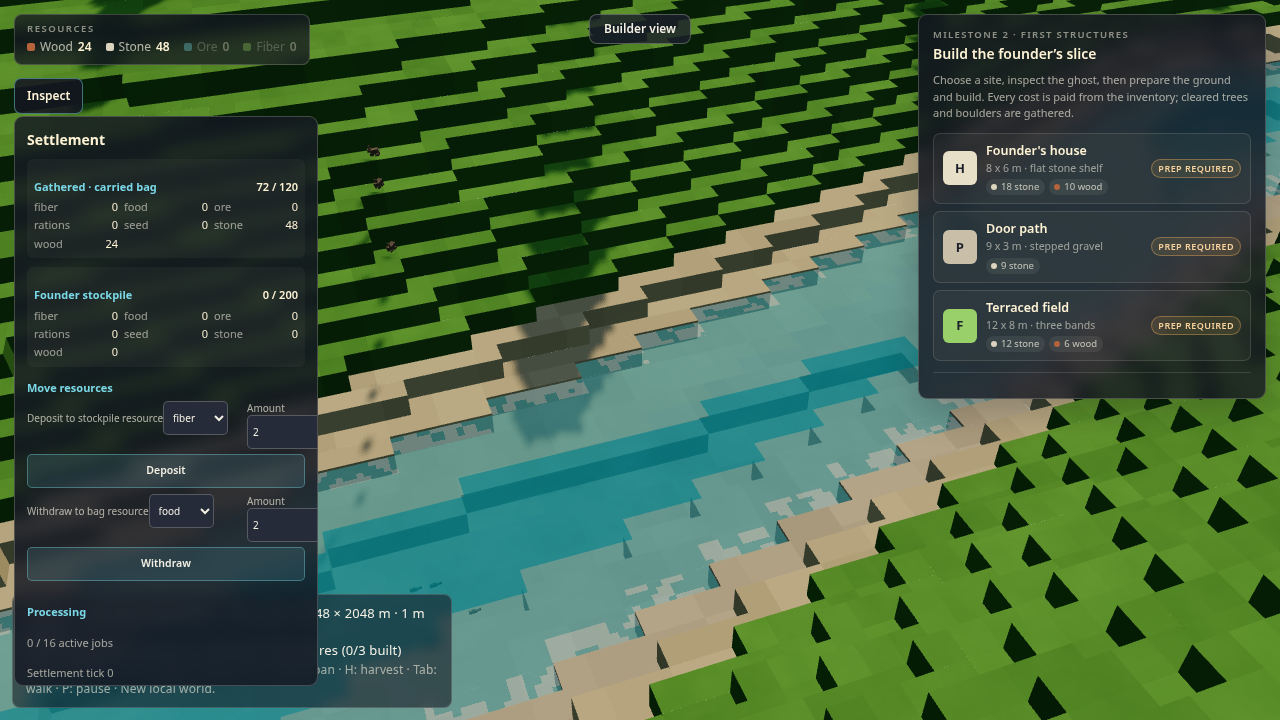 RESOURCES
Wood 24 Stone 48 Ore 0 Fiber 0
Inspect
Settlement
Gathered · carried bag 72 / 120
fiber 0 food 0 ore 0
rations 0 seed 0 stone 48
wood 24
Founder stockpile 0 / 200
fiber 0 food 0 ore 0
rations 0 seed 0 stone 0
wood 0
Move resources
Deposit to stockpile resource fiber Amount
2
Deposit
Withdraw to bag resource food Amount
2
Withdraw
Processing
0 / 16 active jobs
Settlement tick 0
48 × 2048 m · 1 m
res (0/3 built)
pan · H: harvest · Tab:
walk · P: pause · New local world.
Builder view
MILESTONE 2 · FIRST STRUCTURES
Build the founder’s slice
Choose a site, inspect the ghost, then prepare the ground
and build. Every cost is paid from the inventory; cleared trees
and boulders are gathered.
H
Founder's house
8 x 6 m · flat stone shelf
18 stone 10 wood
PREP REQUIRED
P
Door path
9 x 3 m · stepped gravel
9 stone
PREP REQUIRED
F
Terraced field
12 x 8 m · three bands
12 stone 6 wood
PREP REQUIRED